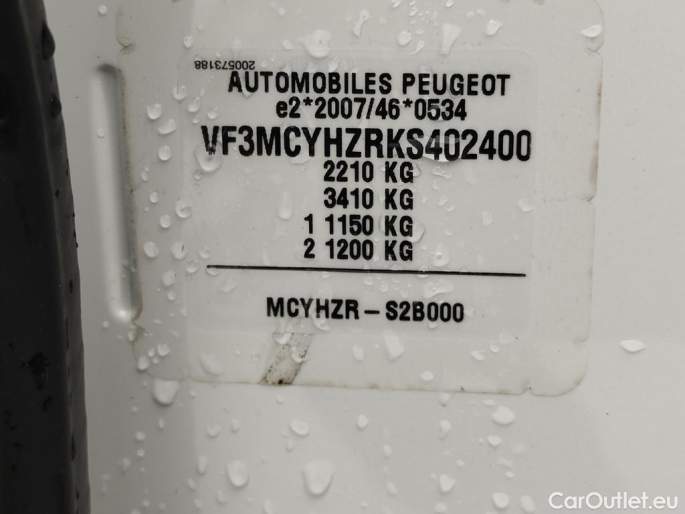 200573188
AUTOMOBILES PEUGEOT
e2*2007/46*0534
VF3MCYHZRKS402400
2210 KG
3410 KG
1 1150 KG
2 1200 KG
MCYHZR-S2B000
CarOutlet.eu